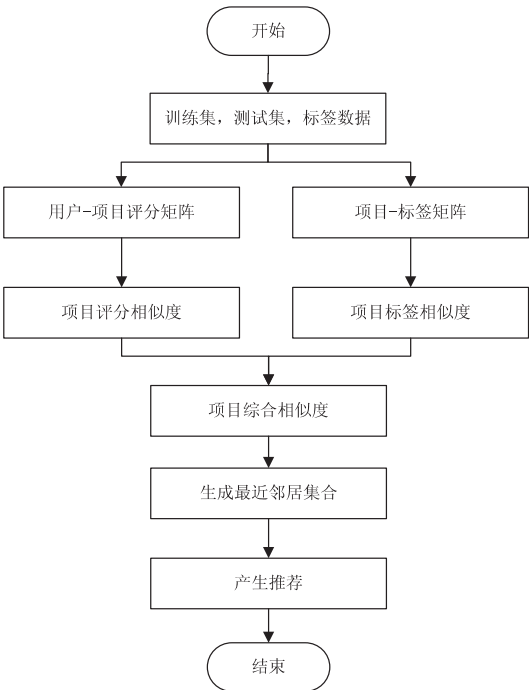 开始
训练集，测试集，标签数据
用户-项目评分矩阵
项目-标签矩阵
项目评分相似度
项目标签相似度
项目综合相似度
生成最近邻居集合
产生推荐
结束